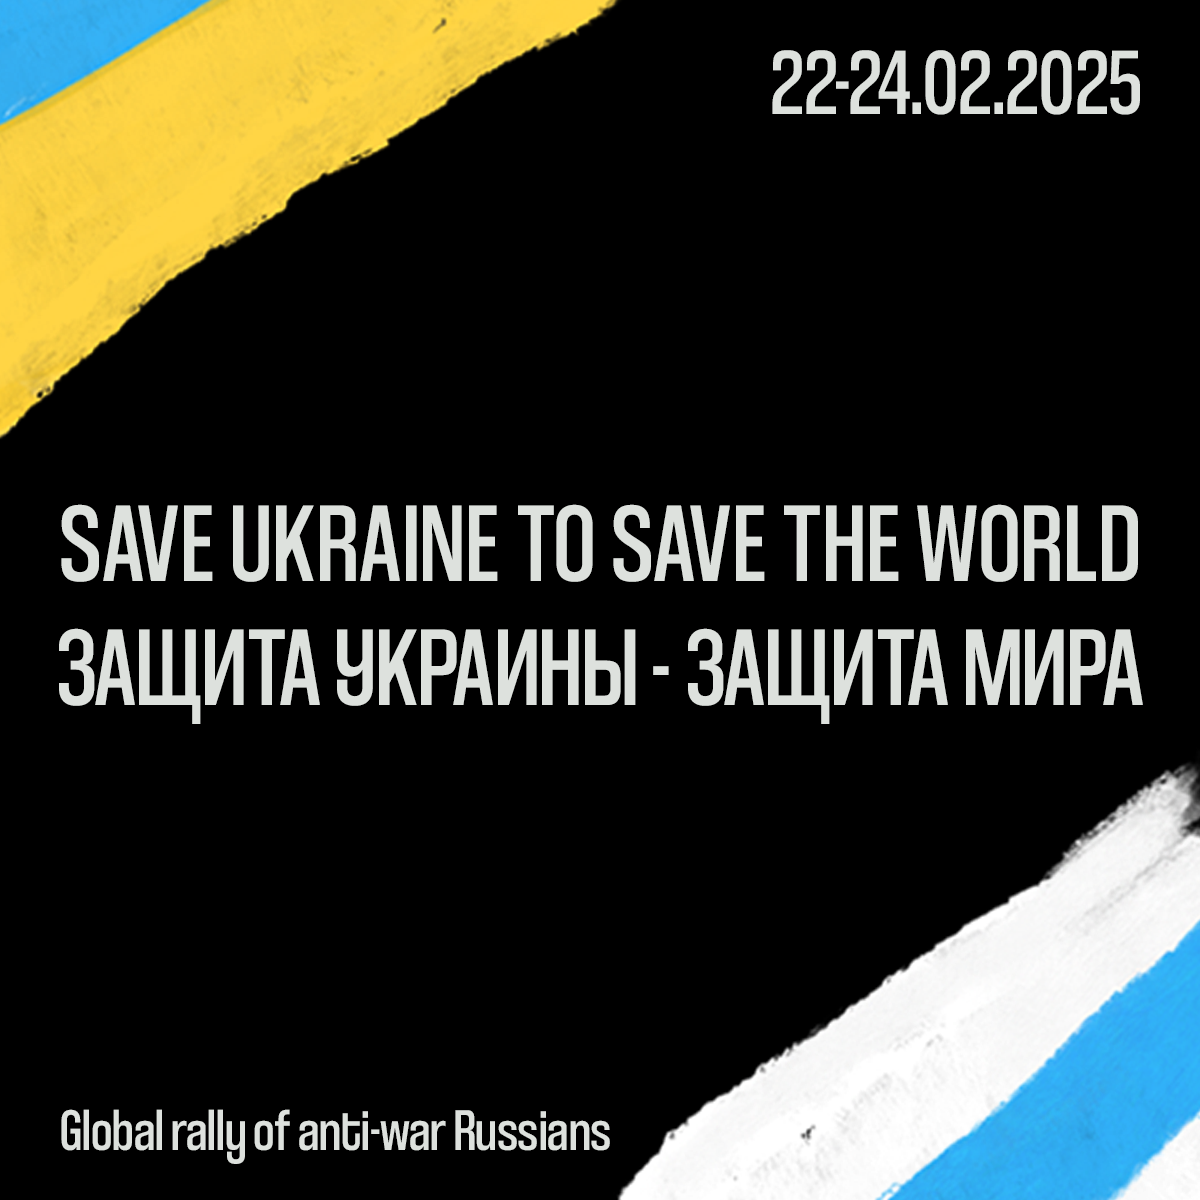 22-24.02.2025
SAVE UKRAINE TO SAVE THE WORLD
ЗАЩИТА УКРАИНЫ - ЗАЩИТА МИРА
Global rally of anti-war Russians